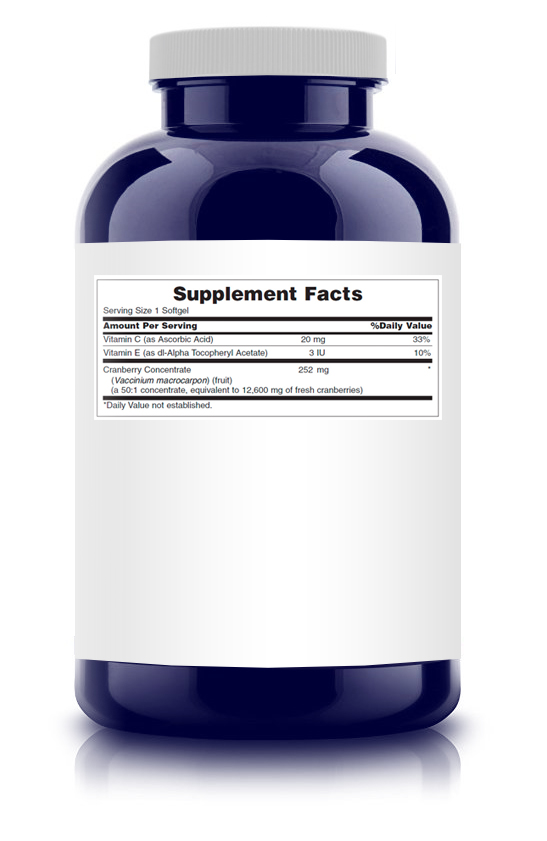 Supplement Facts
Serving Size 1 Softgel
Amount Per Serving %Daily Value
Vitamin C (as Ascorbic Acid) 20 mg 33%
Vitamin E (as dl-Alpha Tocopheryl Acetate) 3 IU 10%
Cranberry Concentrate 252 mg *
(Vaccinium macrocarpon) (fruit)
(a 50:1 concentrate, equivalent to 12,600 mg of fresh cranberries)
*Daily Value not established.